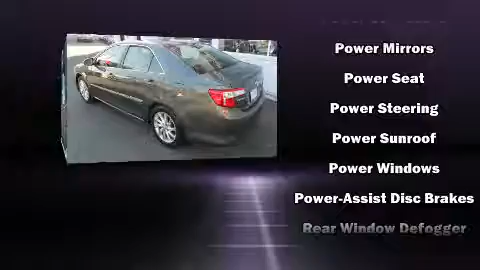 Power Mirrors
Power Seat
Power Steering
Power Sunroof
Power Windows
Power-Assist Disc Brakes
Rear Window Defogger